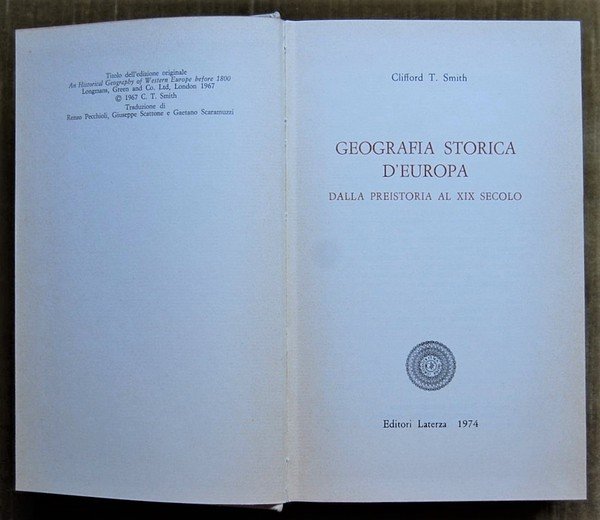 Titolo dell'edizione originale
An Historical Geography of Western Europe before 1800
Longmans, Green and Co. Ltd, London 1967
© 1967 C. T. Smith
Traduzione di
Renzo Pecchioli, Giuseppe Scattone e Gaetano Scaramuzzi
Clifford T. Smith
GEOGRAFIA STORICA
D'EUROPA
DALLA PREISTORIA AL XIX SECOLO
Editori Laterza 1974